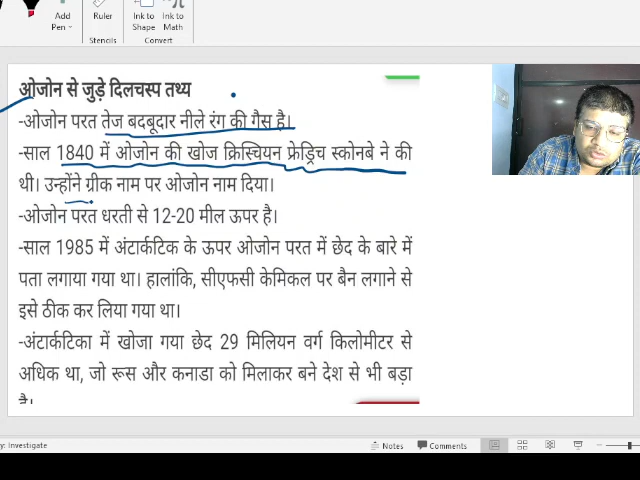 Add
Pen
Ruler
Stencils
Ink to
Shape
Ink to
Math
Convert
ओजोन से जुड़े दिलचस्प तथ्य
-ओजोन परत तेज बदबूदार नीले रंग की गैस है।
-साल 1840 में ओजोन की खोज क्रिस्चियन फ्रेड्रिच स्कोनबे ने की
थी। उन्होंने ग्रीक नाम पर ओजोन नाम दिया।
-ओजोन परत धरती से 12-20 मील ऊपर है।
-साल 1985 में अंटार्कटिक के ऊपर ओजोन परत में छेद के बारे में
पता लगाया गया था। हालांकि, सीएफसी केमिकल पर बैन लगाने से
इसे ठीक कर लिया गया था।
-अंटार्कटिका में खोजा गया छेद 29 मिलियन वर्ग किलोमीटर से
अधिक था, जो रूस और कनाडा को मिलाकर बने देश से भी बड़ा
है।
y: Investigate
Notes
Comments